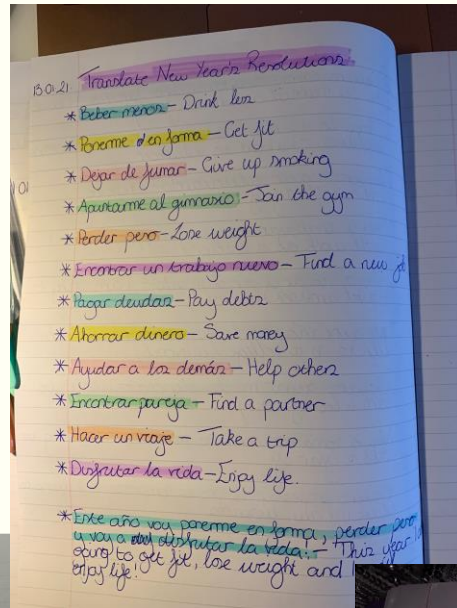 13.01.21 Translate New Year's Resolutions
* Beber menos - Drink less
* Ponerme en forma - Get fit
* Dejar de fumar - Give up smoking
* Apuntarme al gimnasio - Join the gym
* Perder peso - Lose weight
* Encontrar un trabajo nuevo - Find a new
* Pagar deudas - Pay debts
* Ahorrar dinero - Save money
* Ayudar a los demás - Help others
* Encontrar pareja - Find a partner
* Hacer un viaje - Take a trip
* Disfrutar la vida - Enjoy life.
* Este año voy ponerme en forma, perder peso
y voy a disfrutar la vida. - This year
going to get fit, lose weight and
enjoy life!